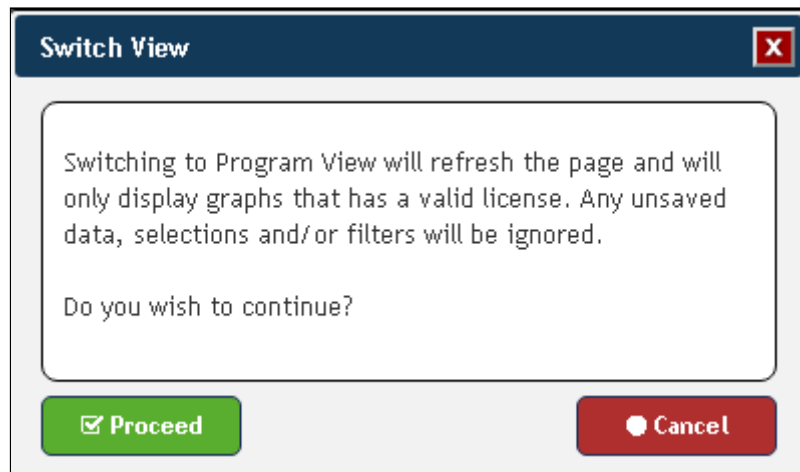 Switch View
X
Switching to Program View will refresh the page and will
only display graphs that has a valid license. Any unsaved
data, selections and/or filters will be ignored.
Do you wish to continue?
Proceed
Cancel